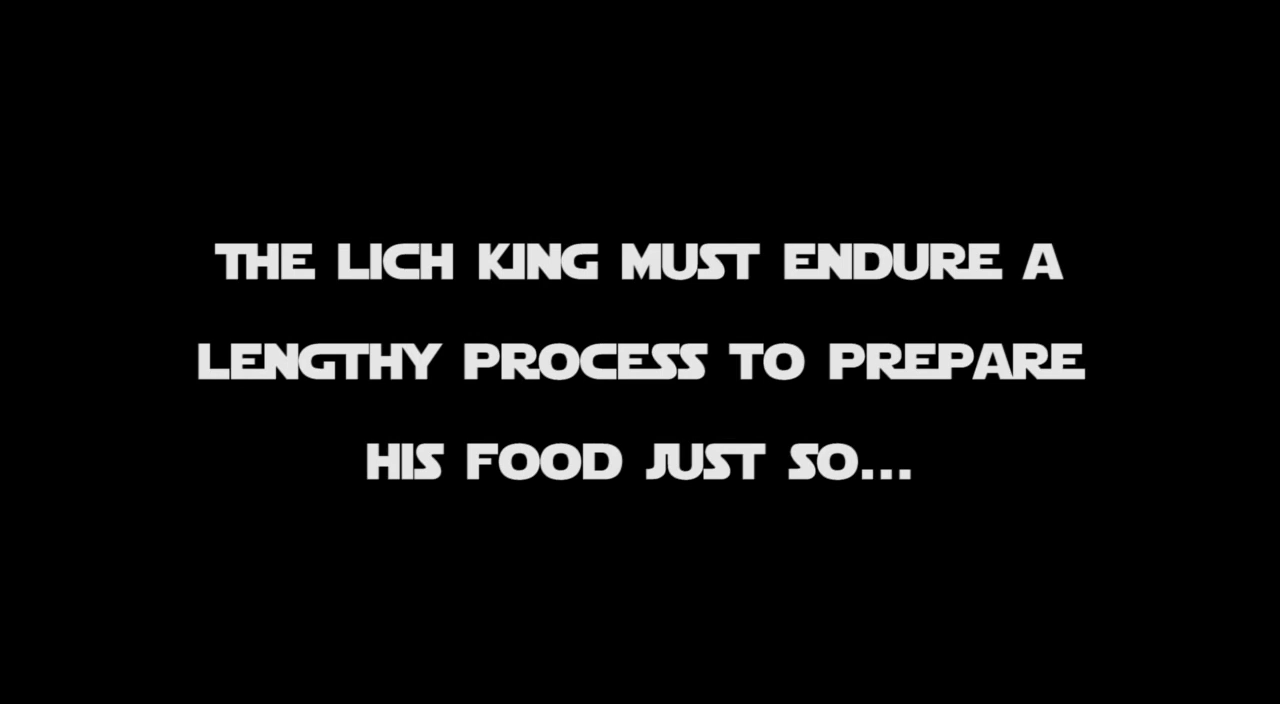 THE LICH KING MUST ENDURE A
LENGTHY PROCESS TO PREPARE
HIS FOOD JUST SO...